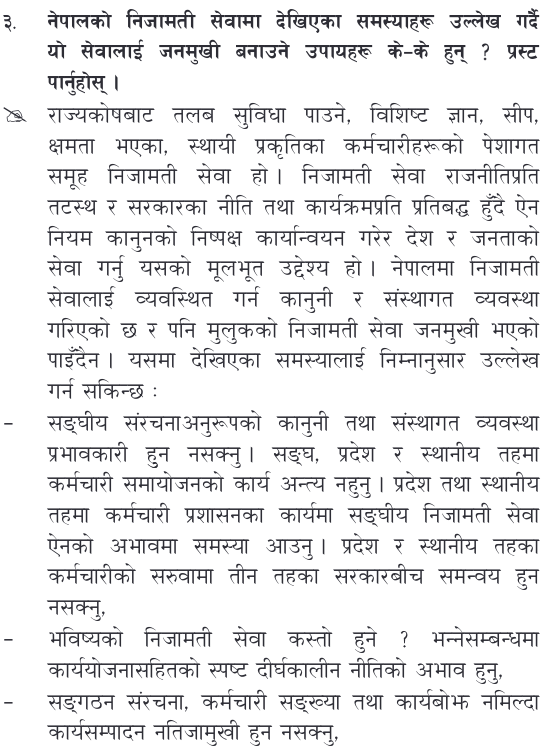 ३. नेपालको निजामती सेवामा देखिएका समस्याहरू उल्लेख गर्दै
यो सेवालाई जनमुखी बनाउने उपायहरू के-के हुन् ? प्रस्ट
पार्नुहोस् ।
राज्यकोषबाट तलब सुविधा पाउने, विशिष्ट ज्ञान, सीप,
क्षमता भएका, स्थायी प्रकृतिका कर्मचारीहरूको पेशागत
समूह निजामती सेवा हो । निजामती सेवा राजनीतिप्रति
तटस्थ र सरकारका नीति तथा कार्यक्रमप्रति प्रतिबद्ध हुँदै ऐन
नियम कानुनको निष्पक्ष कार्यान्वयन गरेर देश र जनताको
सेवा गर्नु यसको मूलभूत उद्देश्य हो । नेपालमा निजामती
सेवालाई व्यवस्थित गर्न कानुनी र संस्थागत व्यवस्था
गरिएको छ र पनि मुलुकको निजामती सेवा जनमुखी भएको
पाइँदैन । यसमा देखिएका समस्यालाई निम्नानुसार उल्लेख
गर्न सकिन्छ :
- सङ्घीय संरचनाअनुरूपको कानुनी तथा संस्थागत व्यवस्था
प्रभावकारी हुन नसक्नु । सङ्घ, प्रदेश र स्थानीय तहमा
कर्मचारी समायोजनको कार्य अन्त्य नहुनु । प्रदेश तथा स्थानीय
तहमा कर्मचारी प्रशासनका कार्यमा सङ्घीय निजामती सेवा
ऐनको अभावमा समस्या आउनु । प्रदेश र स्थानीय तहका
कर्मचारीको सरुवामा तीन तहका सरकारबीच समन्वय हुन
नसक्नु,
- भविष्यको निजामती सेवा कस्तो हुने ? भन्नेसम्बन्धमा
कार्ययोजनासहितको स्पष्ट दीर्घकालीन नीतिको अभाव हुनु,
- सङ्गठन संरचना, कर्मचारी सङ्ख्या तथा कार्यबोझ नमिल्दा
कार्यसम्पादन नतिजामुखी हुन नसक्नु,